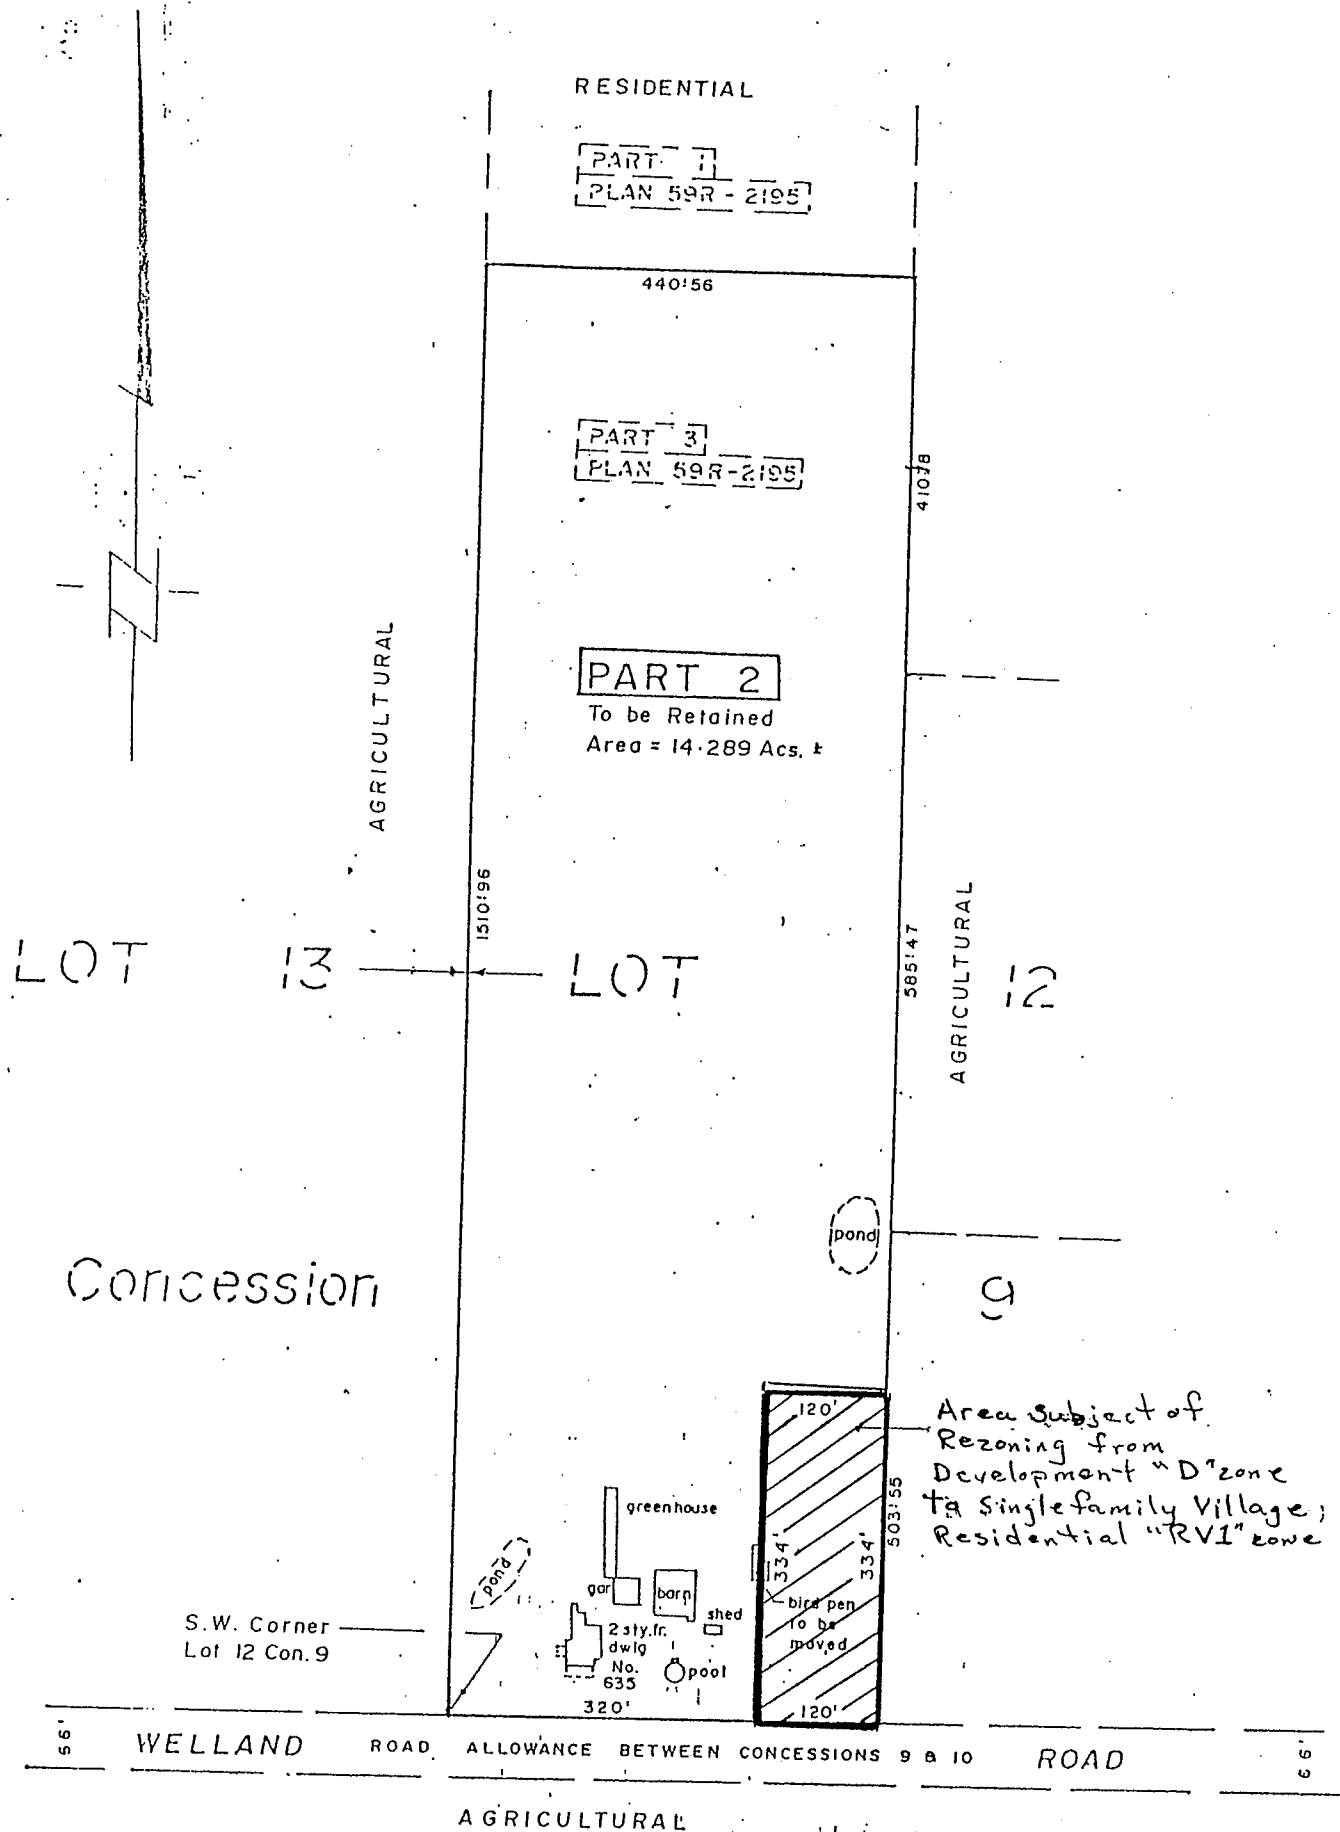 RESIDENTIAL
PART 1
PLAN 59R-2195
440!56
PART 3
PLAN 59R-2195
410!78
AGRICULTURAL
PART 2
To be Retained
Area = 14.289 Acs. ±
1510!96
LOT 13
LOT
12
585!47
AGRICULTURAL
pond
Concession
9
120'
Area subject of
Rezoning from
Development "D" zone
to Single family Village;
Residential "RV1" zone
503!55
334'
334'
greenhouse
pond
gar
barn
shed
bird pen
to be
moved
S.W. Corner
Lot 12 Con. 9
2 sty. fr.
dwlg
No.
635
pool
320'
120'
66'
WELLAND ROAD ALLOWANCE BETWEEN CONCESSIONS 9 & 10 ROAD
66'
AGRICULTURAL